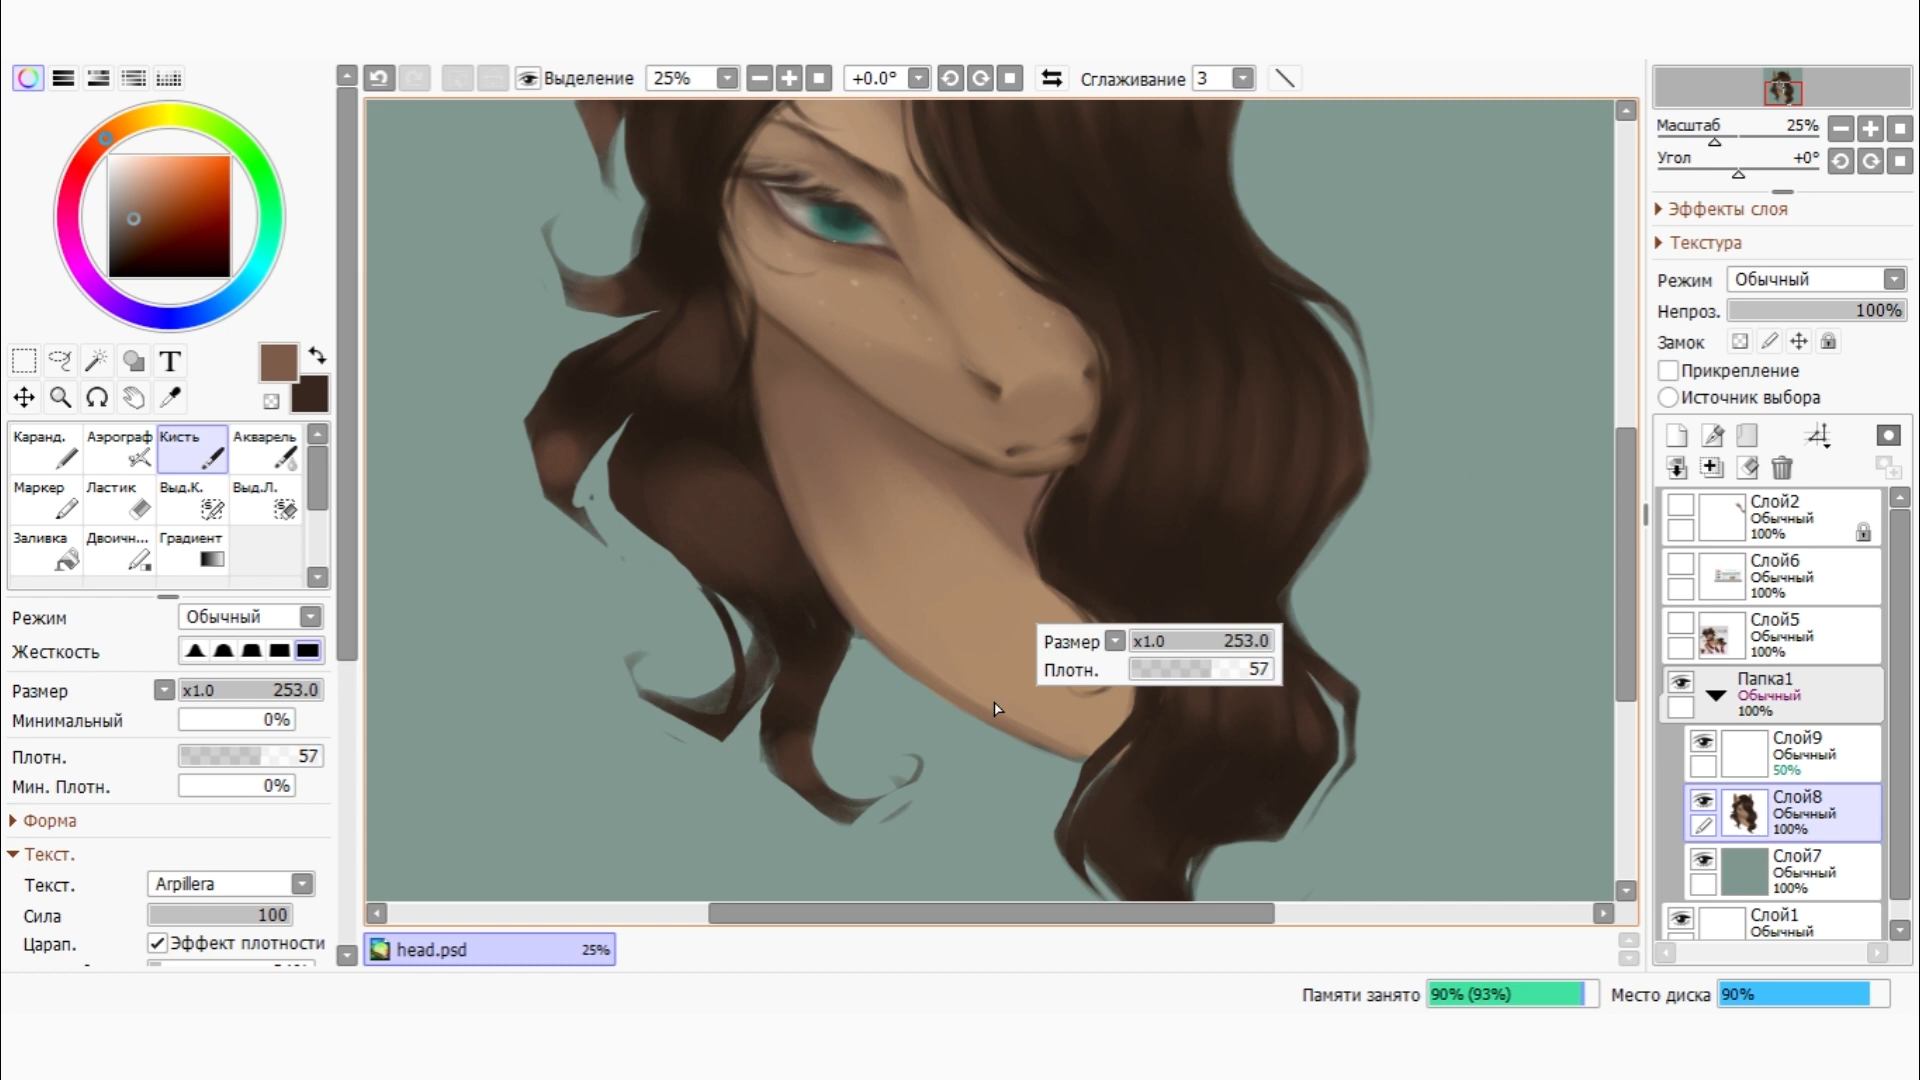 Выделение
25%
+0.0°
Сглаживание
3
Каранд.
Аэрограф
Кисть
Акварель
Маркер
Ластик
Выд.К.
Выд.Л.
Заливка
Двоичн...
Градиент
Режим
Обычный
Жесткость
Размер
x1.0
253.0
Минимальный
0%
Плотн.
57
Мин. Плотн.
0%
Форма
Текст.
Текст.
Arpillera
Сила
100
Царап.
Эффект плотности
Размер
x1.0
253.0
Плотн.
57
head.psd
25%
Масштаб
25%
Угол
+0°
Эффекты слоя
Текстура
Режим
Обычный
Непроз.
100%
Замок
Прикрепление
Источник выбора
Слой2
Обычный
100%
Слой6
Обычный
100%
Слой5
Обычный
100%
Папка1
Обычный
100%
Слой9
Обычный
50%
Слой8
Обычный
100%
Слой7
Обычный
100%
Слой1
Обычный
Памяти занято
90% (93%)
Место диска
90%